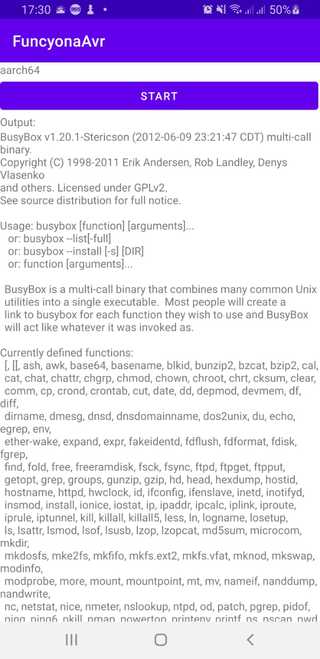 17:30
50%
FuncyonaAvr
aarch64
START
Output:
BusyBox v1.20.1-Stericson (2012-06-09 23:21:47 CDT) multi-call
binary.
Copyright (C) 1998-2011 Erik Andersen, Rob Landley, Denys
Vlasenko
and others. Licensed under GPLv2.
See source distribution for full notice.
Usage: busybox [function] [arguments]...
or: busybox --list[-full]
or: busybox --install [-s] [DIR]
or: function [arguments]...
BusyBox is a multi-call binary that combines many common Unix
utilities into a single executable.  Most people will create a
link to busybox for each function they wish to use and BusyBox
will act like whatever it was invoked as.
Currently defined functions:
[, [[, ash, awk, base64, basename, blkid, bunzip2, bzcat, bzip2, cal,
cat, chat, chattr, chgrp, chmod, chown, chroot, chrt, cksum, clear,
comm, cp, crond, crontab, cut, date, dd, depmod, devmem, df,
diff,
dirname, dmesg, dnsd, dnsdomainname, dos2unix, du, echo,
egrep, env,
ether-wake, expand, expr, fakeidentd, fdflush, fdformat, fdisk,
fgrep,
find, fold, free, freeramdisk, fsck, fsync, ftpd, ftpget, ftpput,
getopt, grep, groups, gunzip, gzip, hd, head, hexdump, hostid,
hostname, httpd, hwclock, id, ifconfig, ifenslave, inetd, inotifyd,
insmod, install, ionice, iostat, ip, ipaddr, ipcalc, iplink, iproute,
iprule, iptunnel, kill, killall, killall5, less, ln, logname, losetup,
ls, lsattr, lsmod, lsof, lsusb, lzop, lzopcat, md5sum, microcom,
mkdir,
mkdosfs, mke2fs, mkfifo, mkfs.ext2, mkfs.vfat, mknod, mkswap,
modinfo,
modprobe, more, mount, mountpoint, mt, mv, nameif, nanddump,
nandwrite,
nc, netstat, nice, nmeter, nslookup, ntpd, od, patch, pgrep, pidof,
ping, ping6, pkill, pmap, powertop, printenv, printf, ps, pscan, pwd,